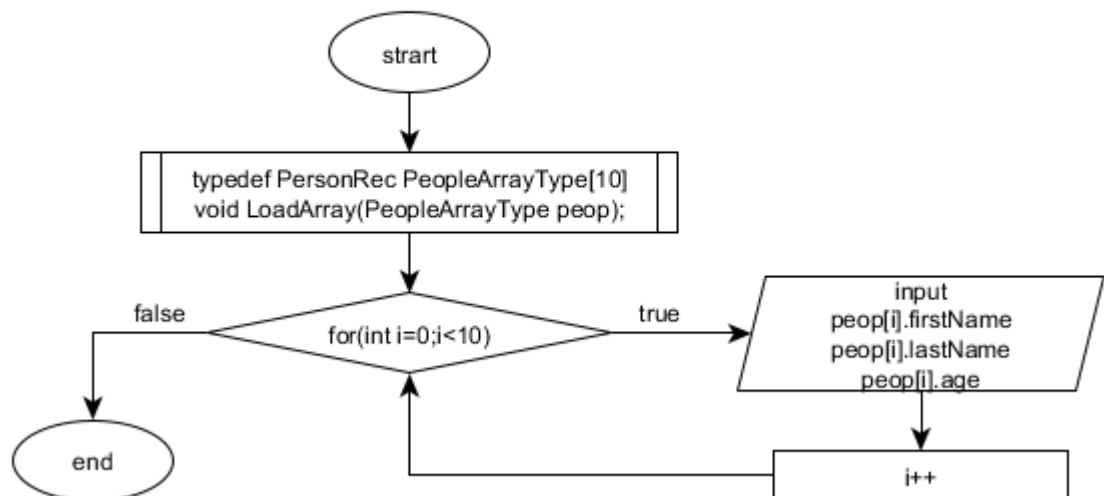 strart
typedef PersonRec PeopleArrayType[10]
void LoadArray(PeopleArrayType peop);
false
for(int i=0;i<10)
true
input
peop[i].firstName
peop[i].lastName
peop[i].age
end
i++